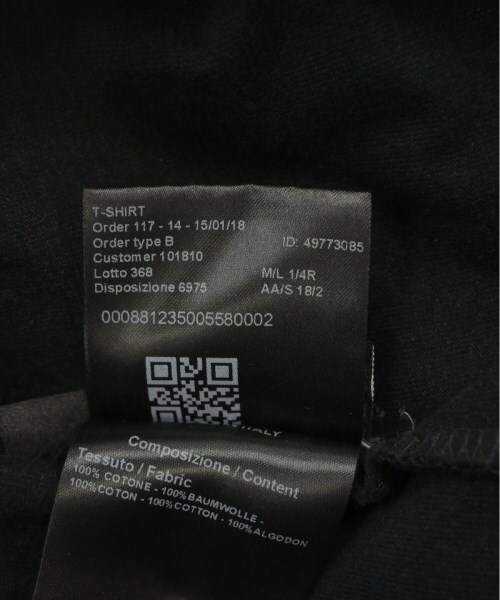 T-SHIRT
Order 117 - 14 - 15/01/18
Order type B
ID: 49773085
Customer 101810
Lotto 368
M/L 1/4R
Disposizione 6975
AA/S 18/2
000881235005580002
ITALY
Composizione / Content
Tessuto / Fabric
100% COTONE - 100%BAUMWOLLE -
100%COTON - 100%COTTON - 100%ALGODON